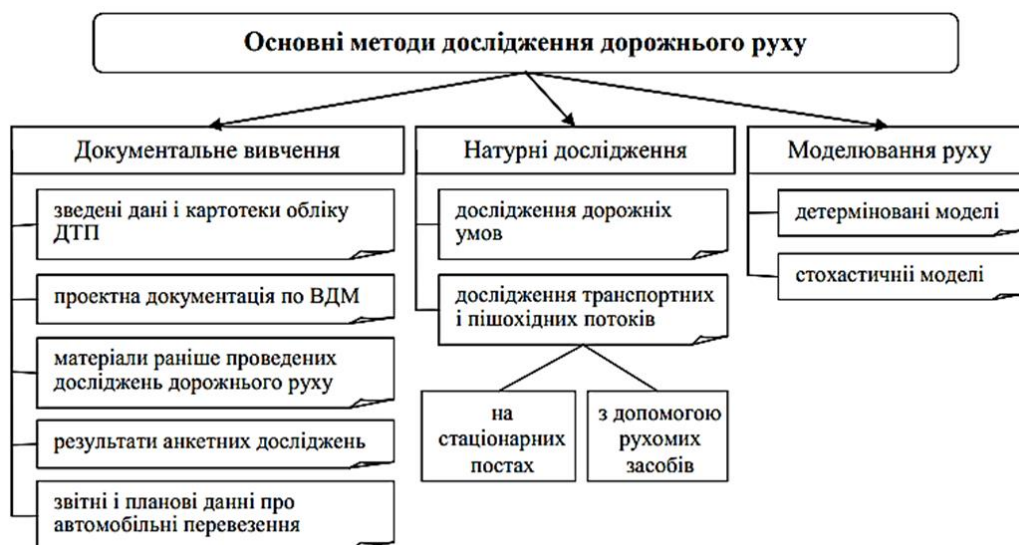 Основні методи дослідження дорожнього руху
Документальне вивчення
зведені дані і картотеки обліку
ДТП
проектна документація по ВДМ
матеріали раніше проведених
досліджень дорожнього руху
результати анкетних досліджень
звітні і планові данні про
автомобільні перевезення
Натурні дослідження
дослідження дорожніх
умов
дослідження транспортних
і пішохідних потоків
на
стаціонарних
постах
з допомогою
рухомих
засобів
Моделювання руху
детерміновані моделі
стохастичніі моделі